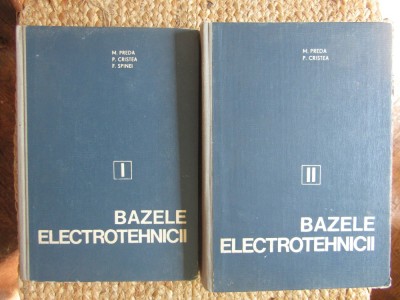 M. PREDA
P. CRISTEA
F. SPINEI
I
BAZELE
ELECTROTEHNICII
M. PREDA
P. CRISTEA
II
BAZELE
ELECTROTEHNICII